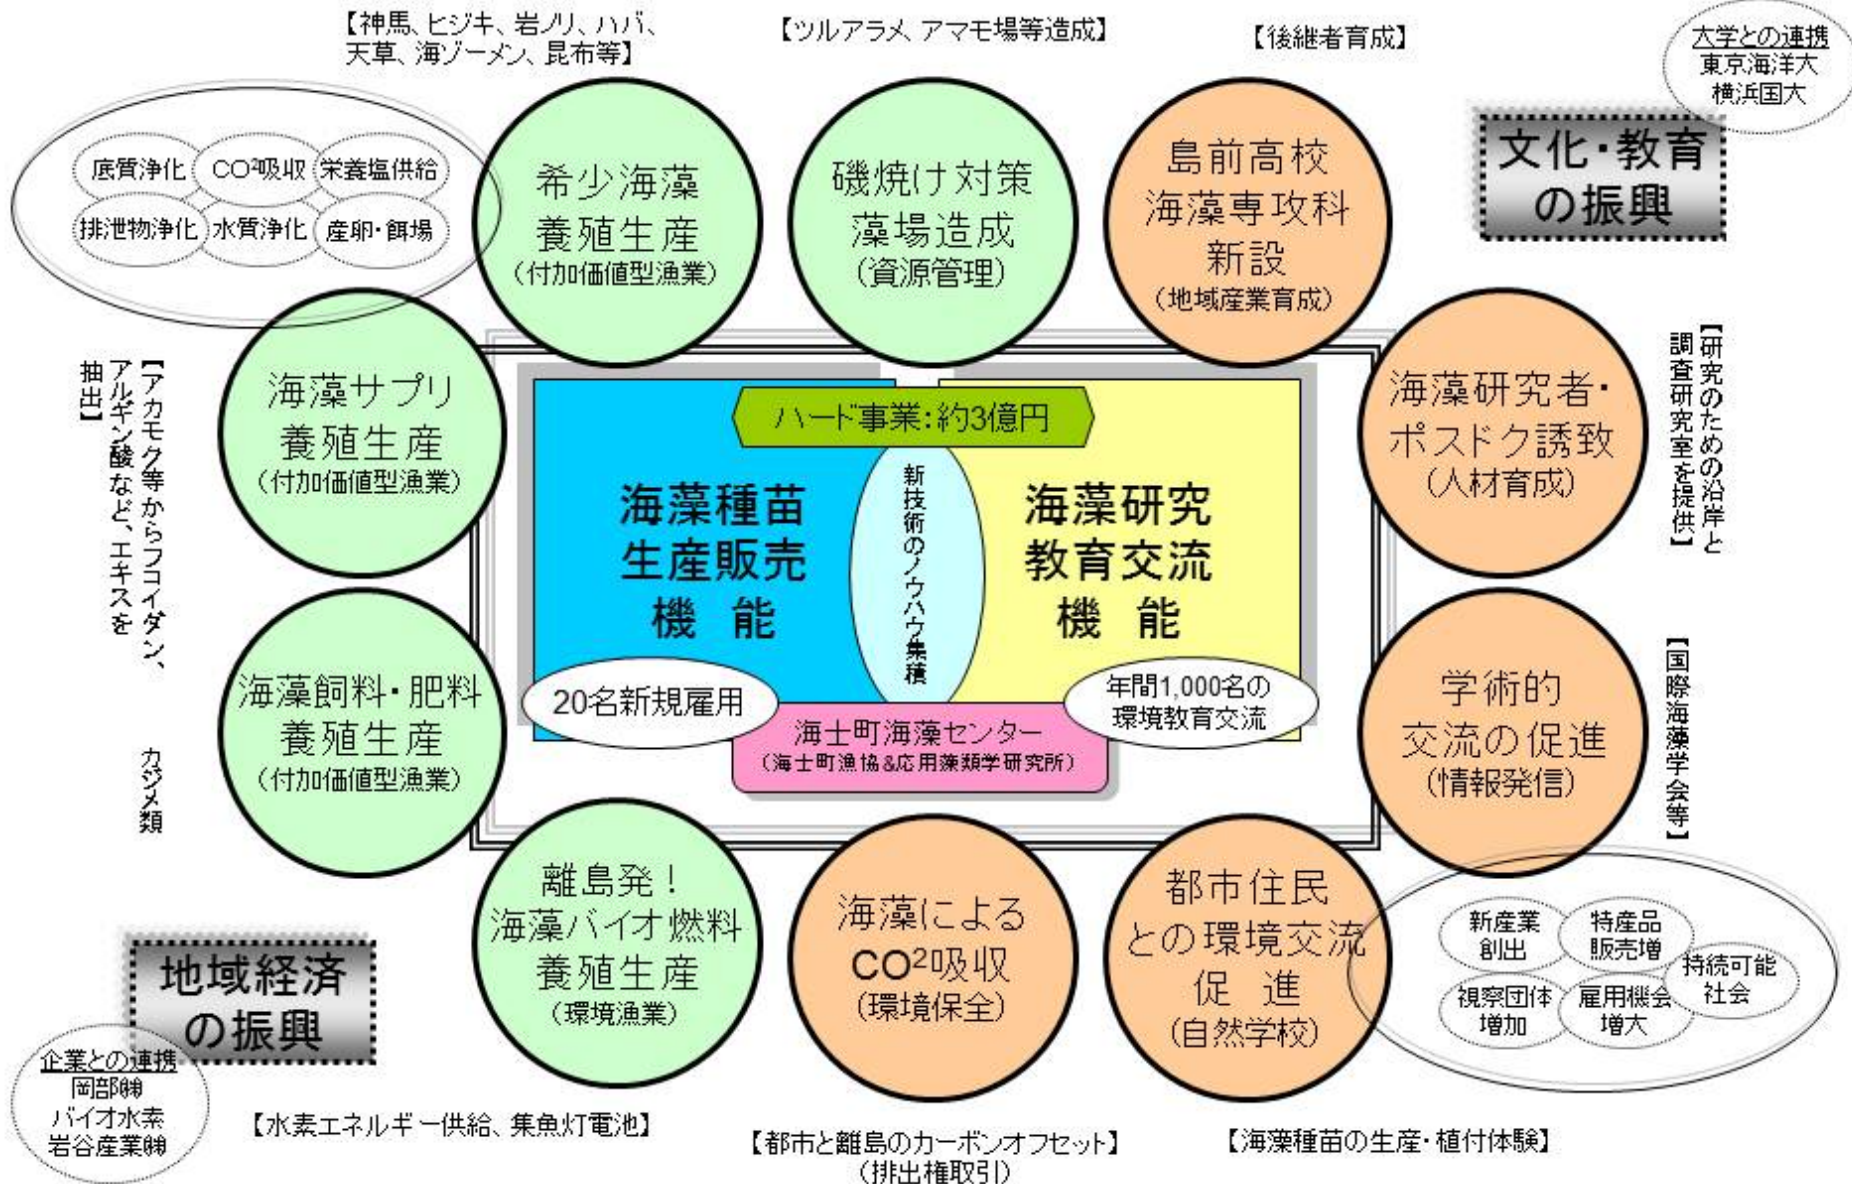 【神馬、ヒジキ、岩ノリ、ハバ、
天草、海ゾーメン、昆布等】
【ツルアラメ、アマモ場等造成】
【後継者育成】
大学との連携
東京海洋大
横浜国大
文化・教育
の振興
底質浄化
CO²吸収
栄養塩供給
排泄物浄化
水質浄化
産卵・餌場
希少海藻
養殖生産
(付加価値型漁業)
磯焼け対策
藻場造成
(資源管理)
島前高校
海藻専攻科
新設
(地域産業育成)
海藻サプリ
養殖生産
(付加価値型漁業)
【アカモク等からフコイダン、
アルギン酸など、エキスを
抽出】
ハード事業：約3億円
海藻種苗
生産販売
機 能
新技術のノウハウ集積
海藻研究
教育交流
機 能
海藻研究者・
ポスドク誘致
(人材育成)
【研究のための沿岸と
調査研究室を提供】
海藻飼料・肥料
養殖生産
(付加価値型漁業)
カジメ類
20名新規雇用
年間1,000名の
環境教育交流
海士町海藻センター
(海士町漁協&応用藻類学研究所)
学術的
交流の促進
(情報発信)
【国際海藻学会等】
離島発！
海藻バイオ燃料
養殖生産
(環境漁業)
海藻による
CO²吸収
(環境保全)
都市住民
との環境交流
促 進
(自然学校)
新産業
創出
特産品
販売増
持続可能
社会
視察団体
増加
雇用機会
増大
地域経済
の振興
企業との連携
岡部㈱
バイオ水素
岩谷産業㈱
【水素エネルギー供給、集魚灯電池】
【都市と離島のカーボンオフセット】
(排出権取引)
【海藻種苗の生産・植付体験】